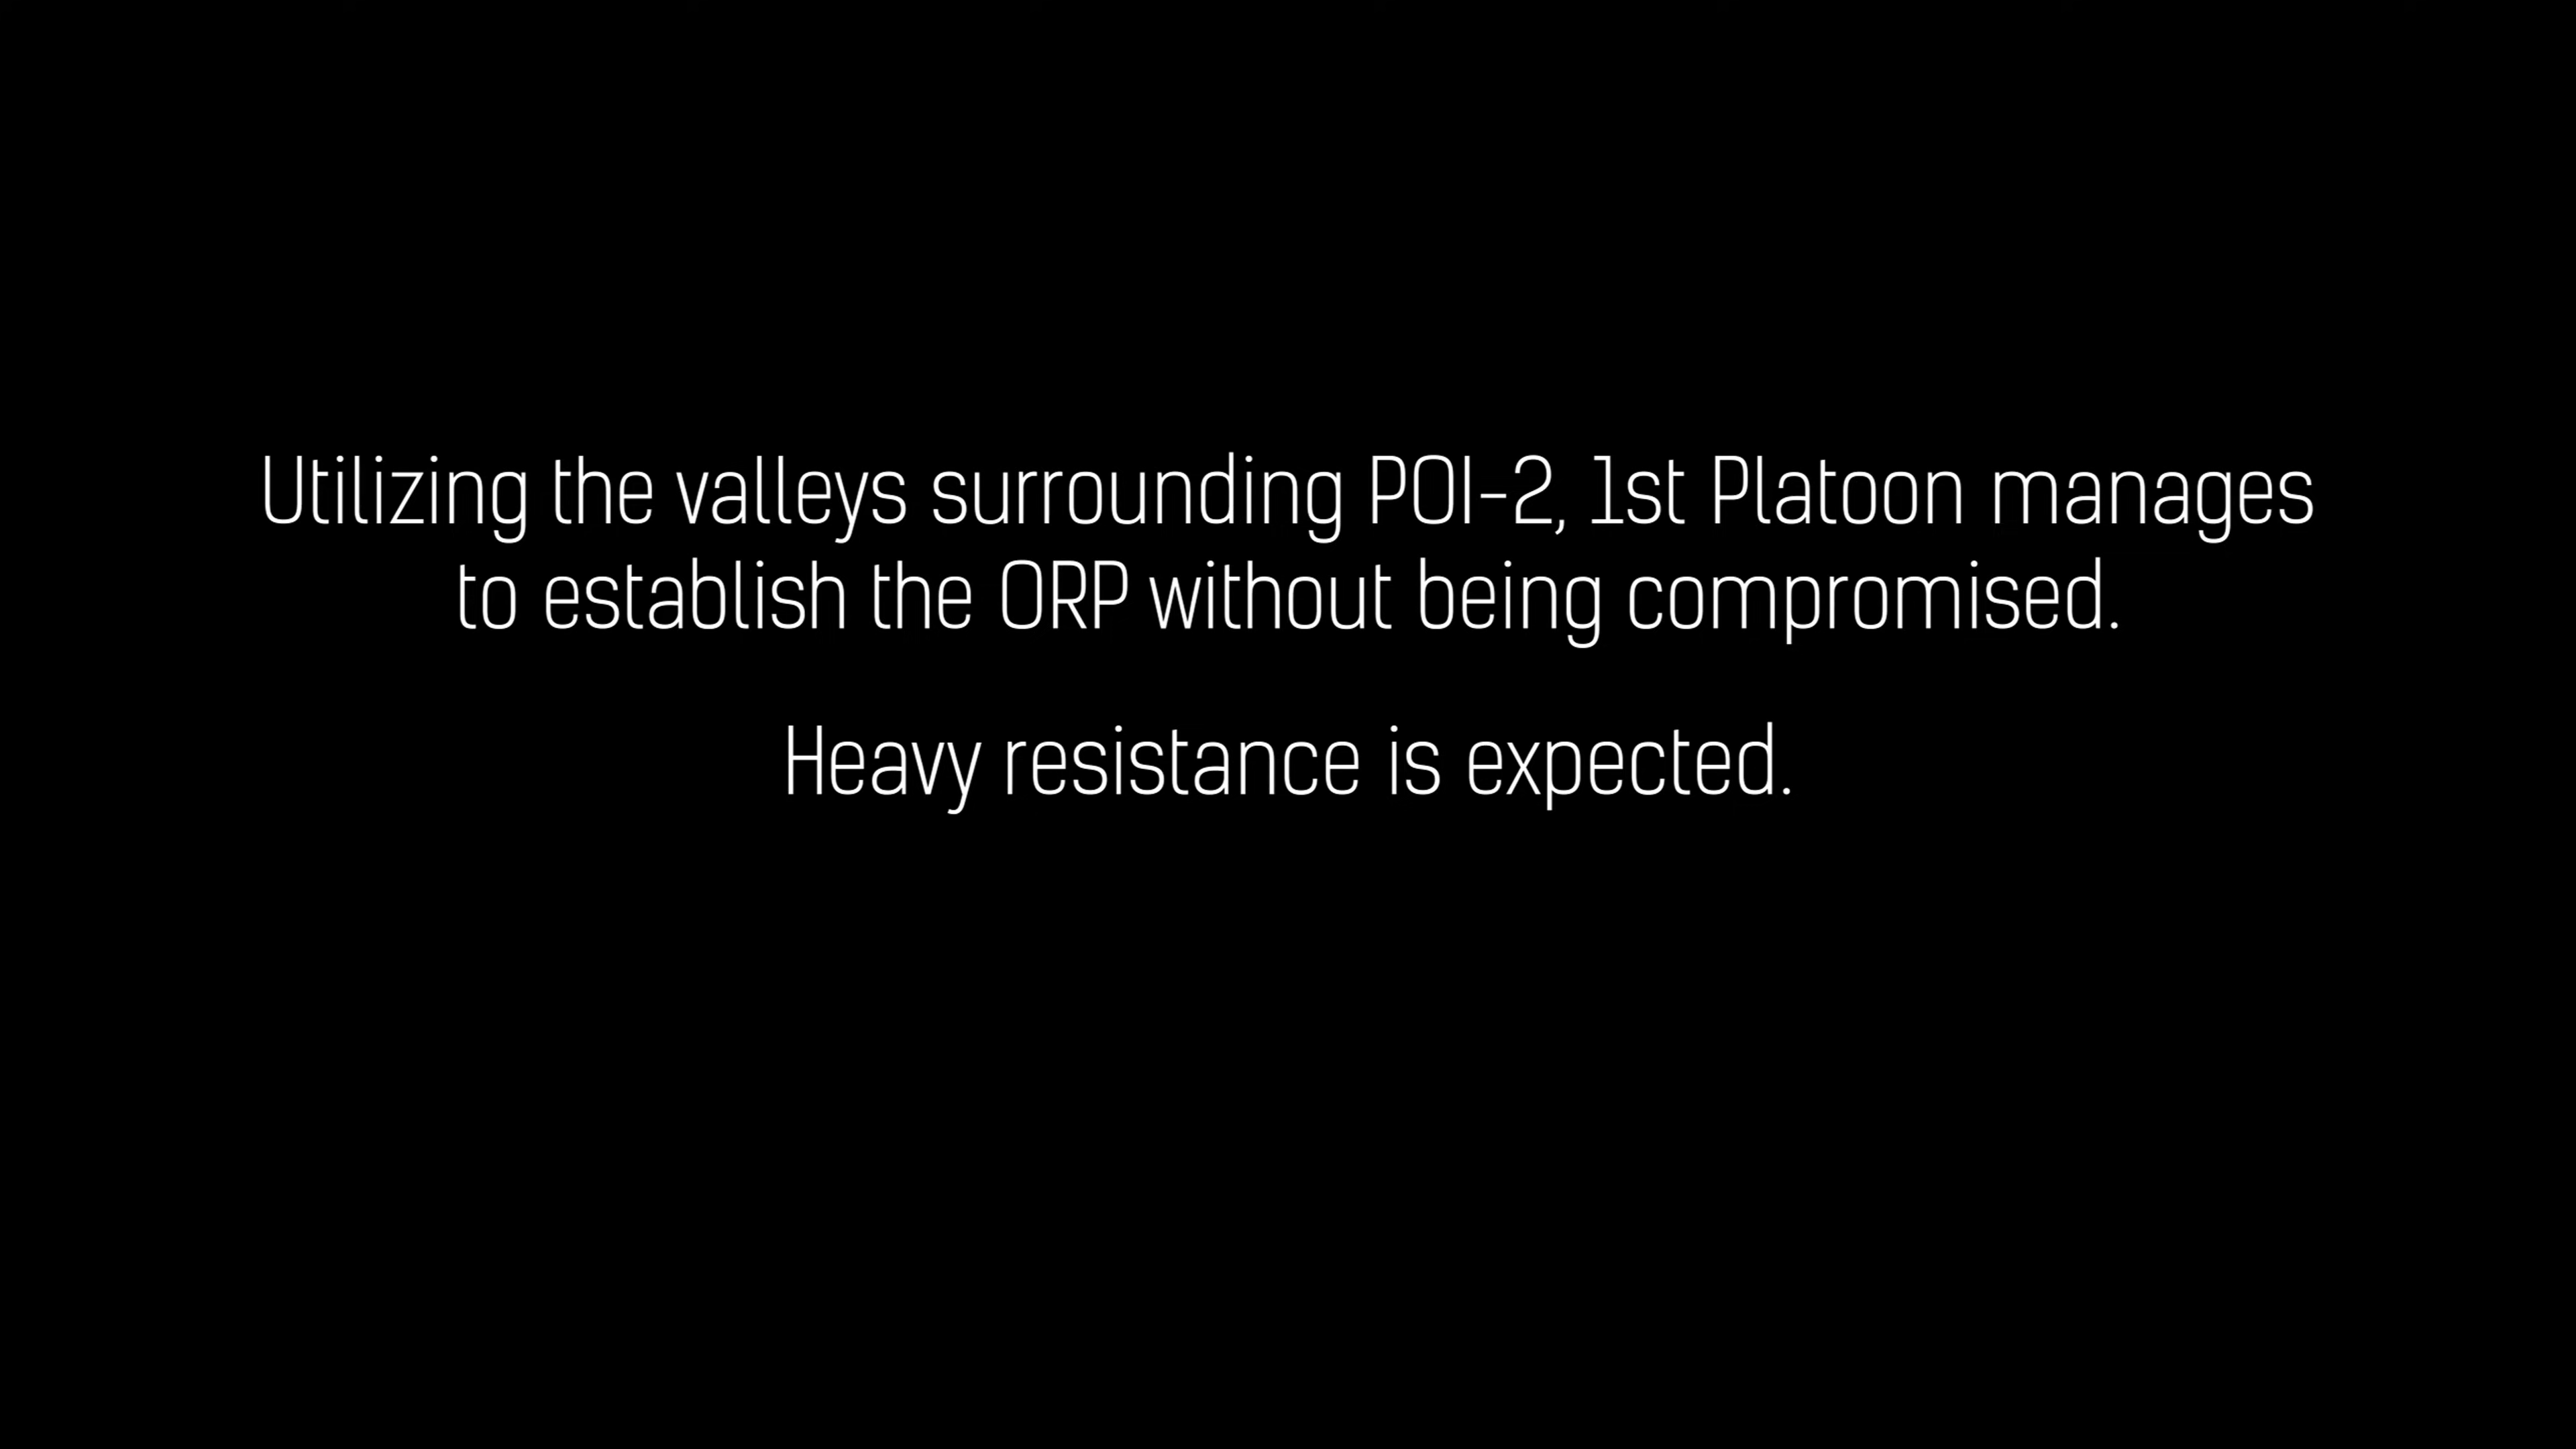 Utilizing the valleys surrounding POI-2, 1st Platoon manages
to establish the ORP without being compromised.
Heavy resistance is expected.